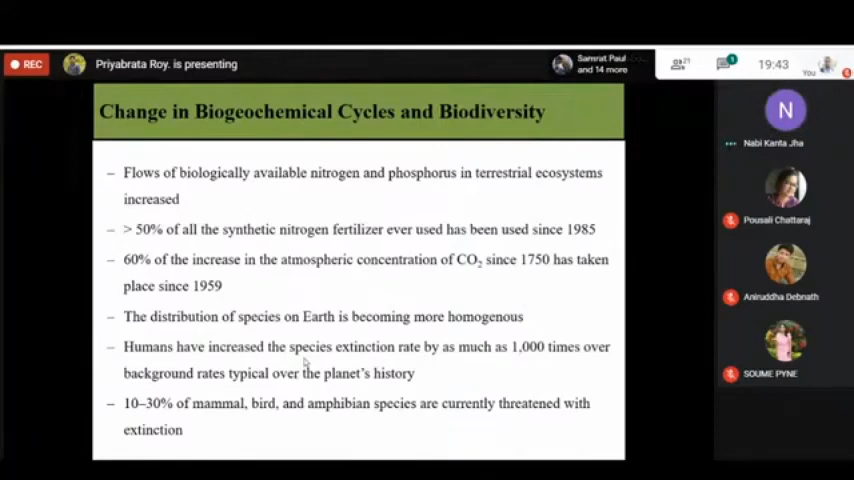 REC
Priyabrata Roy. is presenting
Samrat Paul
and 14 more
21
1
19:43
You
Change in Biogeochemical Cycles and Biodiversity
– Flows of biologically available nitrogen and phosphorus in terrestrial ecosystems
increased
– > 50% of all the synthetic nitrogen fertilizer ever used has been used since 1985
– 60% of the increase in the atmospheric concentration of CO₂ since 1750 has taken
place since 1959
– The distribution of species on Earth is becoming more homogenous
– Humans have increased the species extinction rate by as much as 1,000 times over
background rates typical over the planet's history
– 10–30% of mammal, bird, and amphibian species are currently threatened with
extinction
N
Nabi Kanta Jha
Pousali Chattaraj
Aniruddha Debnath
SOUME PYNE